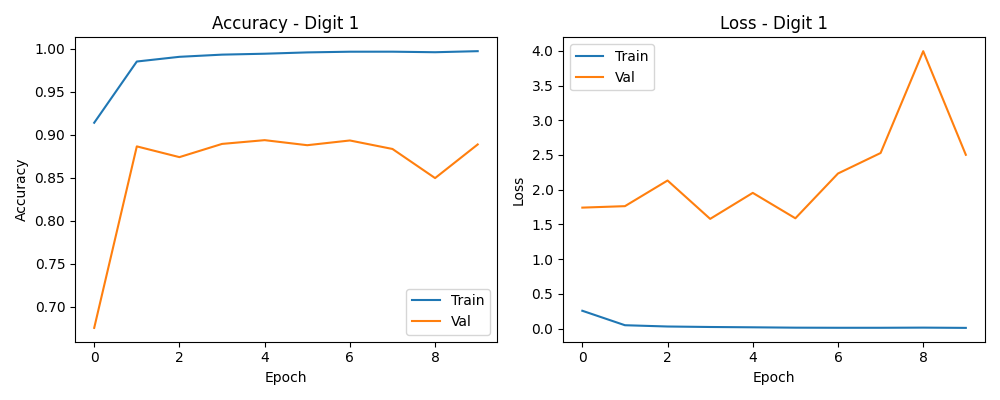 Accuracy - Digit 1
1.00
0.95
0.90
0.85
0.80
0.75
0.70
Accuracy
0 2 4 6 8
Epoch
Train
Val
Loss - Digit 1
4.0
3.5
3.0
2.5
2.0
1.5
1.0
0.5
0.0
Loss
0 2 4 6 8
Epoch
Train
Val